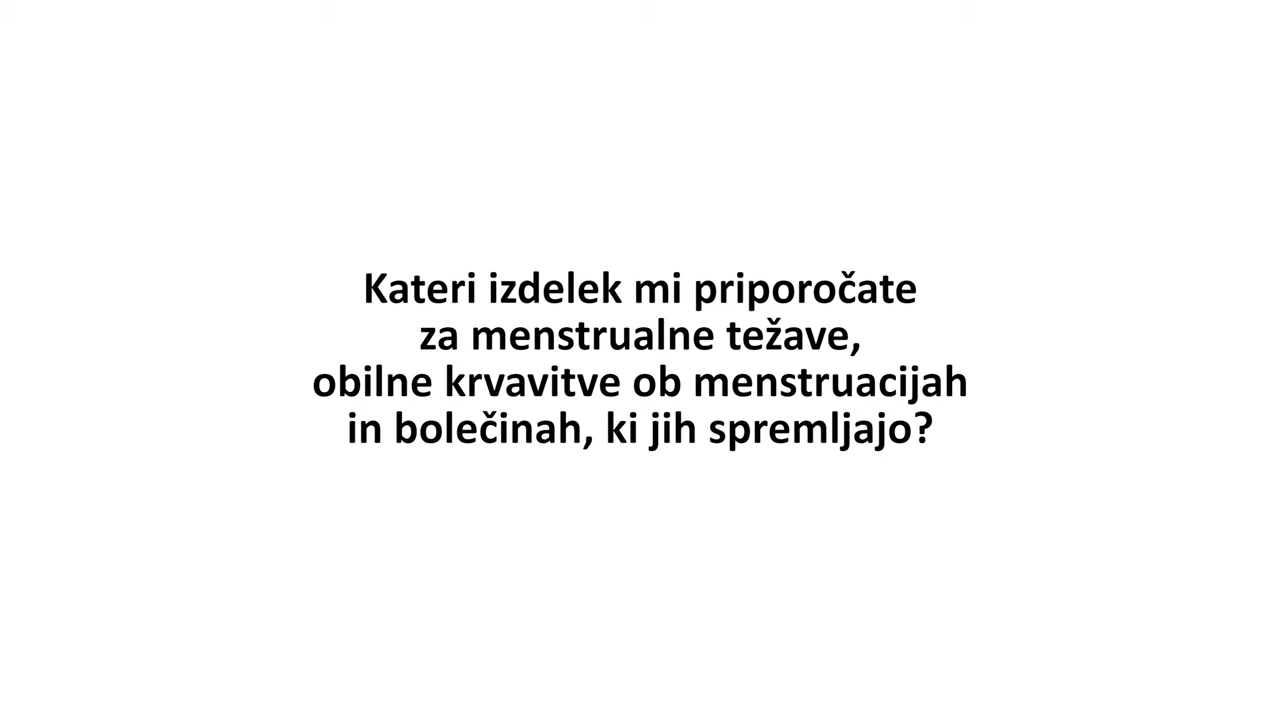 Kateri izdelek mi priporočate
za menstrualne težave,
obilne krvavitve ob menstruacijah
in bolečinah, ki jih spremljajo?